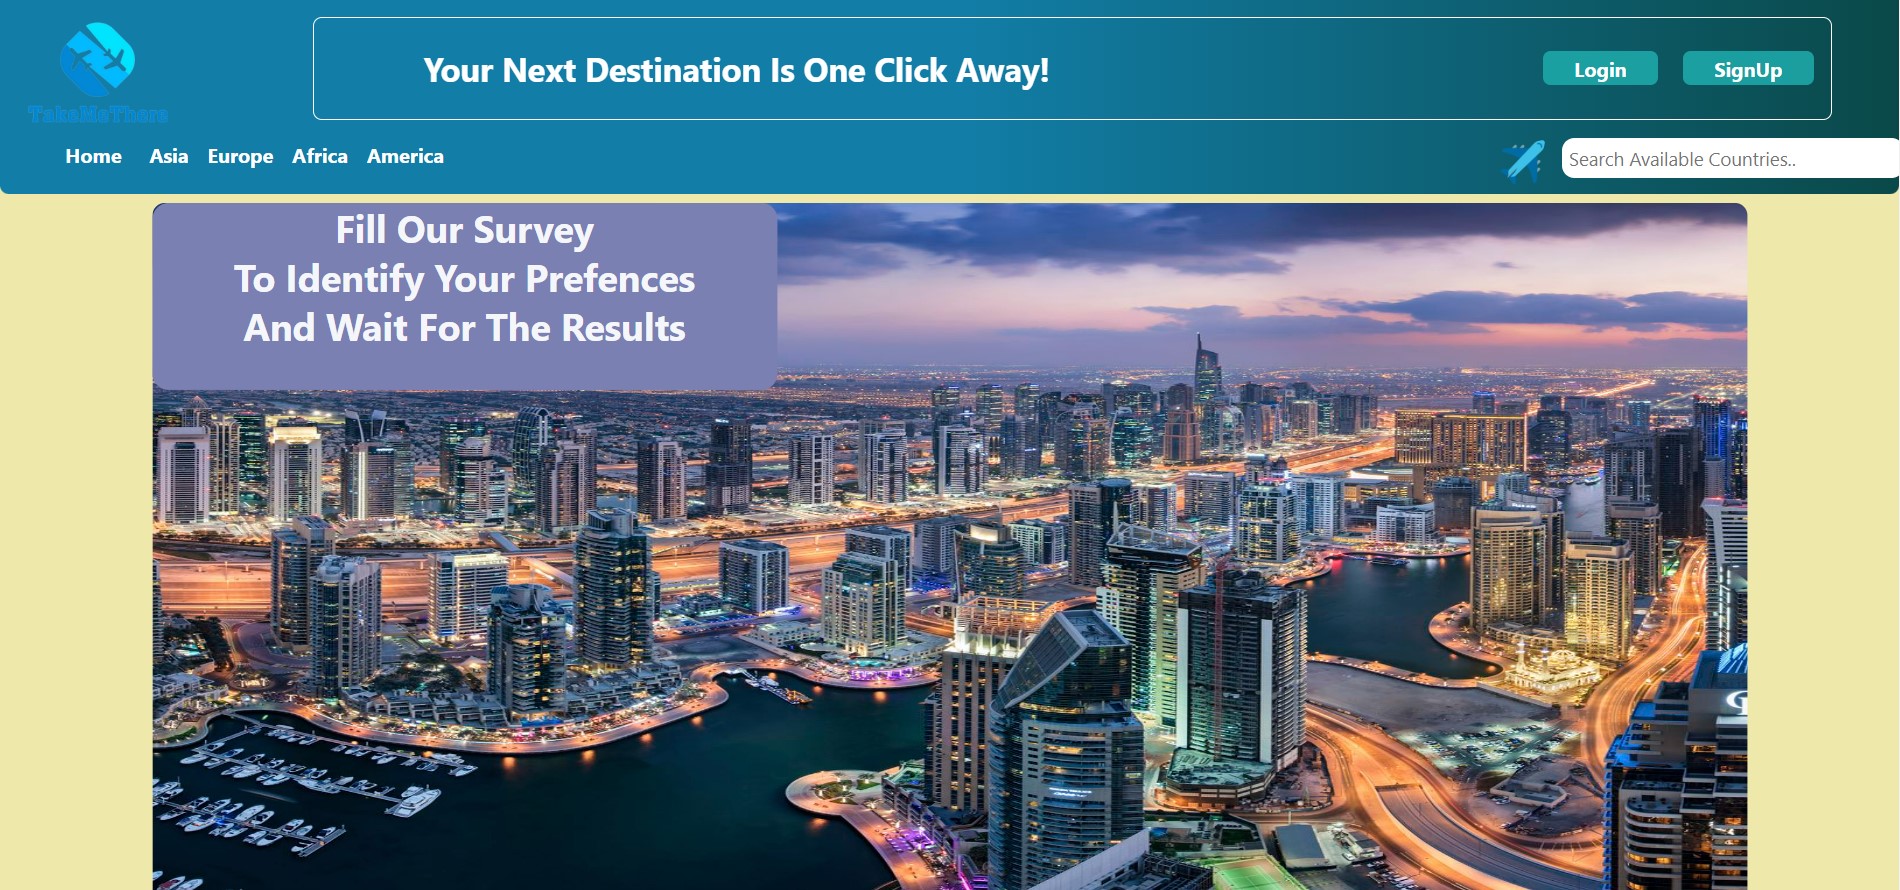 TakeMeThere
Your Next Destination Is One Click Away!
Login
SignUp
Home
Asia
Europe
Africa
America
Search Available Countries..
Fill Our Survey
To Identify Your Prefences
And Wait For The Results